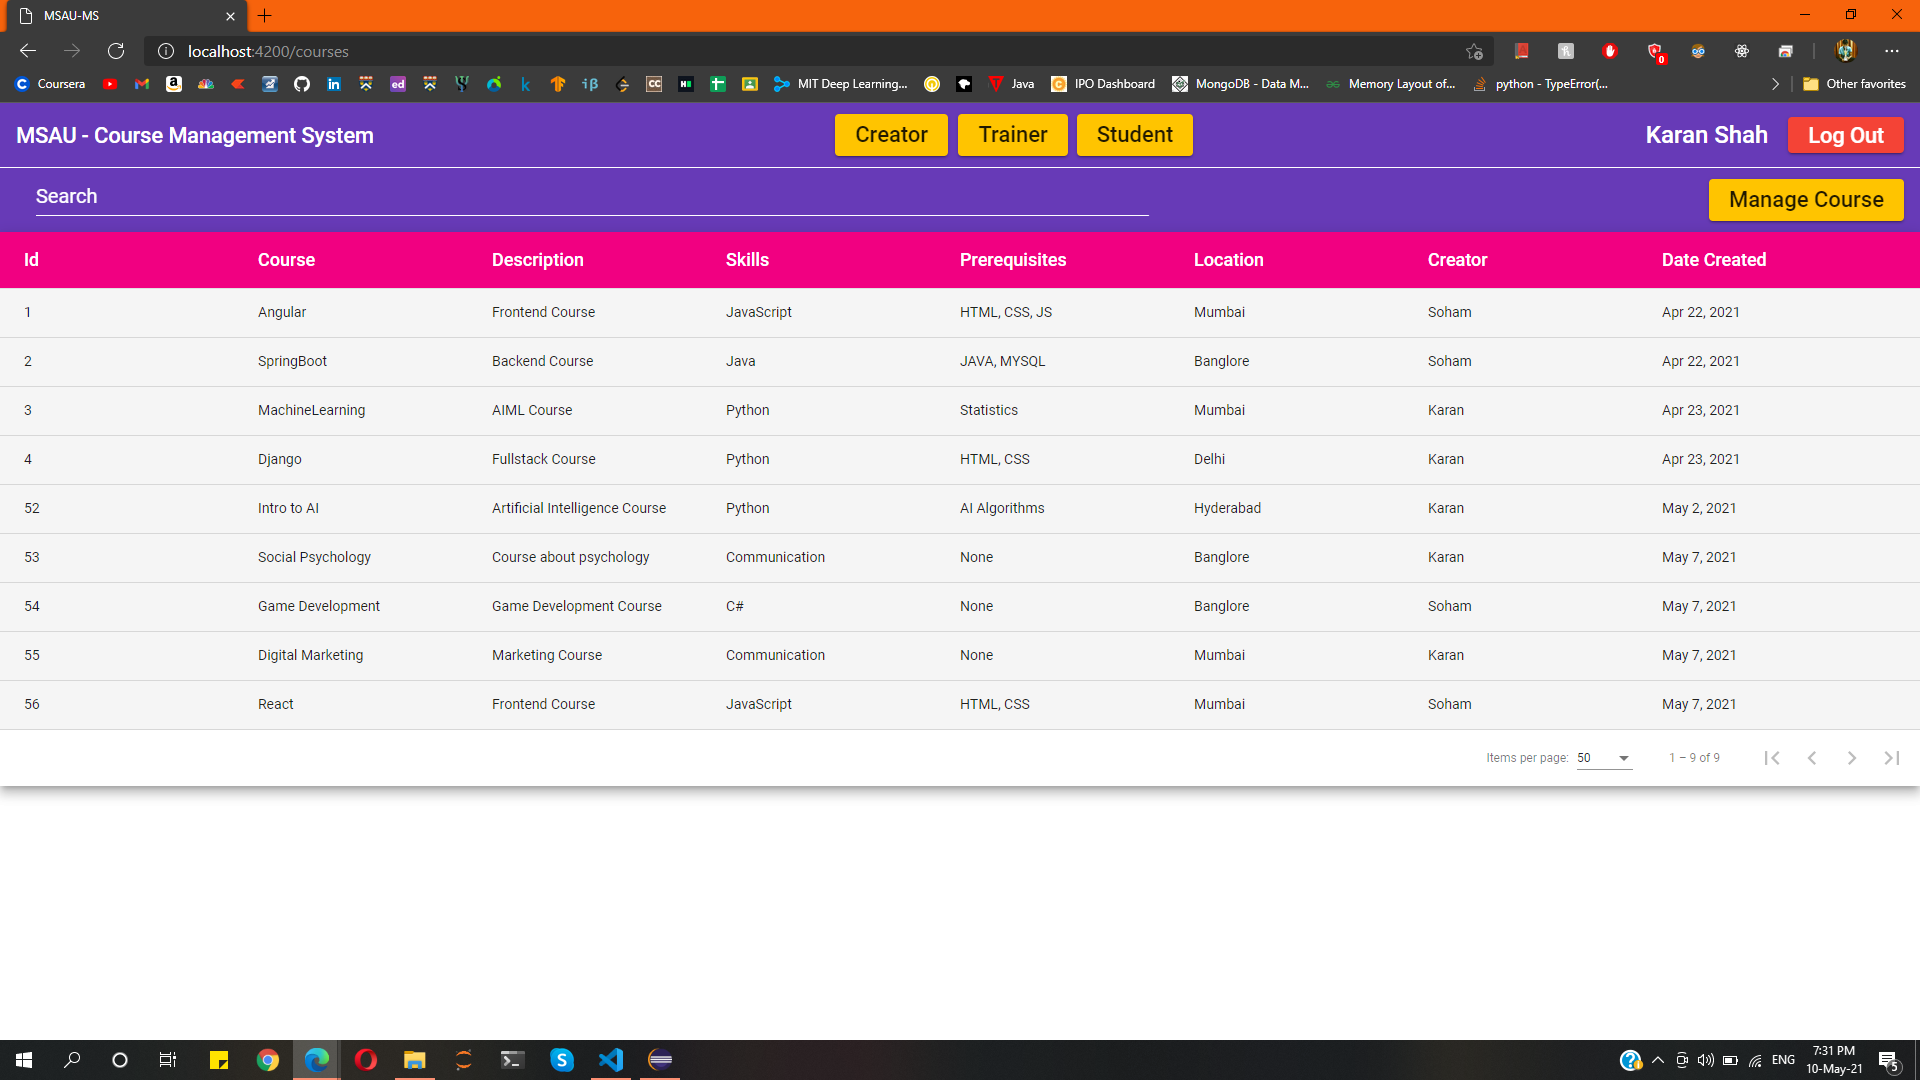 MSAU-MS
localhost:4200/courses
0
Coursera
ed
CC
MIT Deep Learning...
Java
IPO Dashboard
MongoDB - Data M...
Memory Layout of...
python - TypeError(...
Other favorites
MSAU - Course Management System
Creator
Trainer
Student
Karan Shah
Log Out
Search
Manage Course
Id Course Description Skills Prerequisites Location Creator Date Created
1 Angular Frontend Course JavaScript HTML, CSS, JS Mumbai Soham Apr 22, 2021
2 SpringBoot Backend Course Java JAVA, MYSQL Banglore Soham Apr 22, 2021
3 MachineLearning AIML Course Python Statistics Mumbai Karan Apr 23, 2021
4 Django Fullstack Course Python HTML, CSS Delhi Karan Apr 23, 2021
52 Intro to AI Artificial Intelligence Course Python AI Algorithms Hyderabad Karan May 2, 2021
53 Social Psychology Course about psychology Communication None Banglore Karan May 7, 2021
54 Game Development Game Development Course C# None Banglore Soham May 7, 2021
55 Digital Marketing Marketing Course Communication None Mumbai Karan May 7, 2021
56 React Frontend Course JavaScript HTML, CSS Mumbai Soham May 7, 2021
Items per page: 50 1 – 9 of 9
ENG
7:31 PM
10-May-21
5